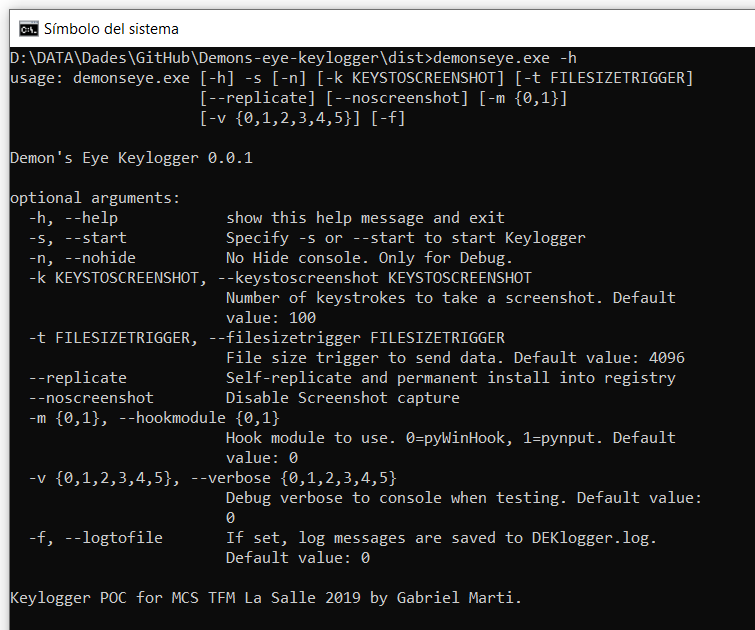 Símbolo del sistema
D:\DATA\Dades\GitHub\Demons-eye-keylogger\dist>demonseye.exe -h
usage: demonseye.exe [-h] -s [-n] [-k KEYSTOSCREENSHOT] [-t FILESIZETRIGGER]
[--replicate] [--noscreenshot] [-m {0,1}]
[-v {0,1,2,3,4,5}] [-f]
Demon's Eye Keylogger 0.0.1
optional arguments:
-h, --help show this help message and exit
-s, --start Specify -s or --start to start Keylogger
-n, --nohide No Hide console. Only for Debug.
-k KEYSTOSCREENSHOT, --keystoscreenshot KEYSTOSCREENSHOT
Number of keystrokes to take a screenshot. Default
value: 100
-t FILESIZETRIGGER, --filesizetrigger FILESIZETRIGGER
File size trigger to send data. Default value: 4096
--replicate Self-replicate and permanent install into registry
--noscreenshot Disable Screenshot capture
-m {0,1}, --hookmodule {0,1}
Hook module to use. 0=pyWinHook, 1=pynput. Default
value: 0
-v {0,1,2,3,4,5}, --verbose {0,1,2,3,4,5}
Debug verbose to console when testing. Default value:
0
-f, --logtofile If set, log messages are saved to DEKlogger.log.
Default value: 0
Keylogger POC for MCS TFM La Salle 2019 by Gabriel Marti.